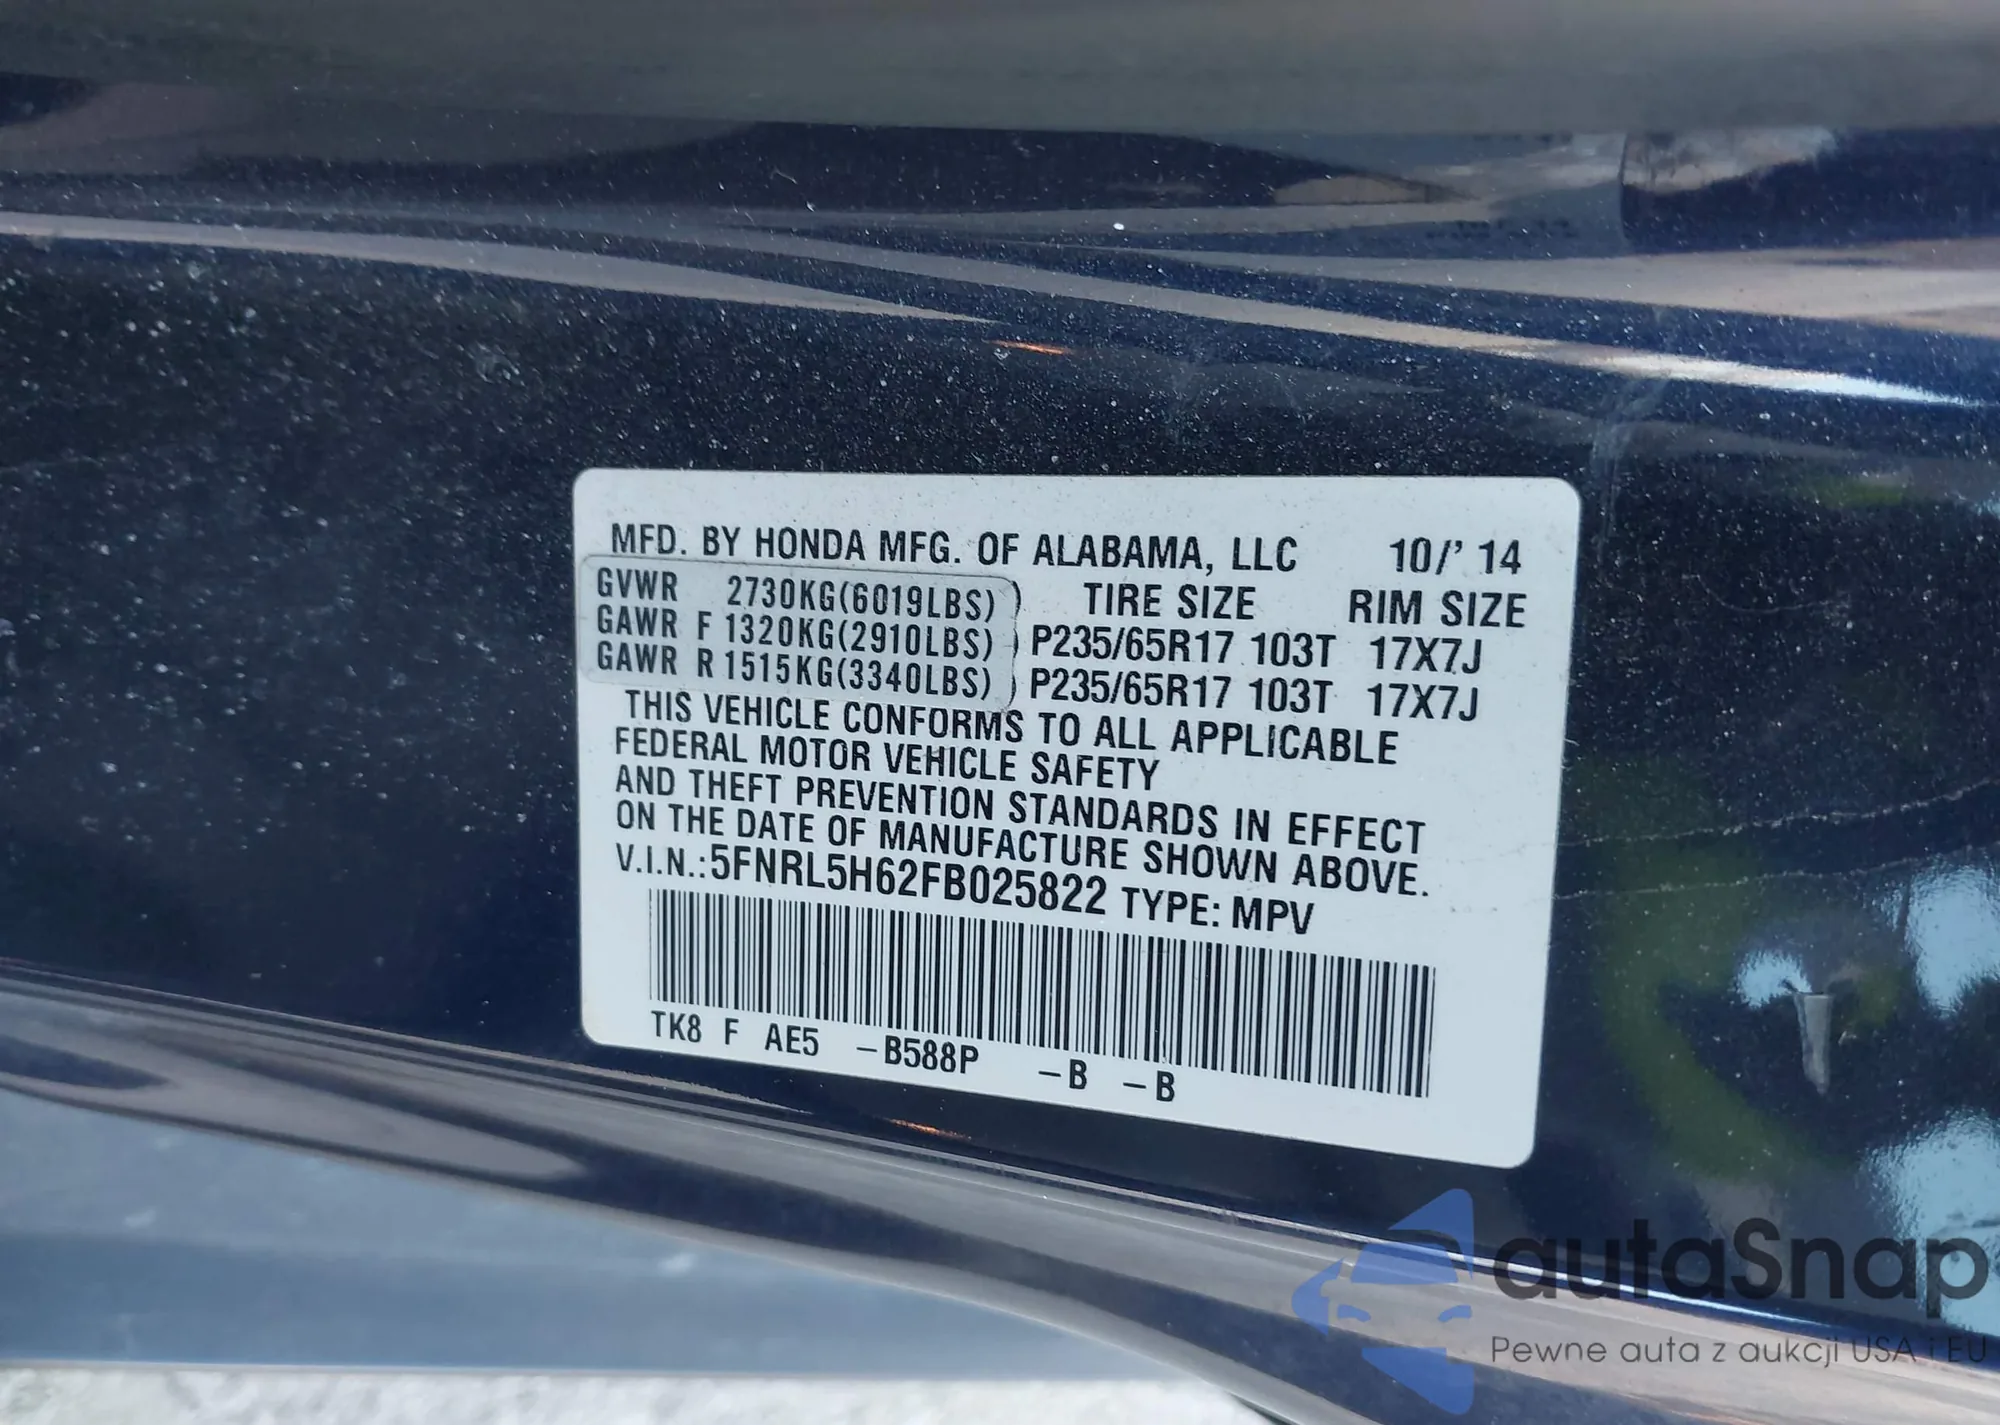 MFD. BY HONDA MFG. OF ALABAMA, LLC 10/' 14
GVWR 2730KG(6019LBS) TIRE SIZE RIM SIZE
GAWR F 1320KG(2910LBS) P235/65R17 103T 17X7J
GAWR R 1515KG(3340LBS) P235/65R17 103T 17X7J
THIS VEHICLE CONFORMS TO ALL APPLICABLE
FEDERAL MOTOR VEHICLE SAFETY
AND THEFT PREVENTION STANDARDS IN EFFECT
ON THE DATE OF MANUFACTURE SHOWN ABOVE.
V.I.N.:5FNRL5H62FB025822 TYPE: MPV
TK8 F AE5 –B588P –B –B
autaSnap
Pewne auta z aukcji USA i EU